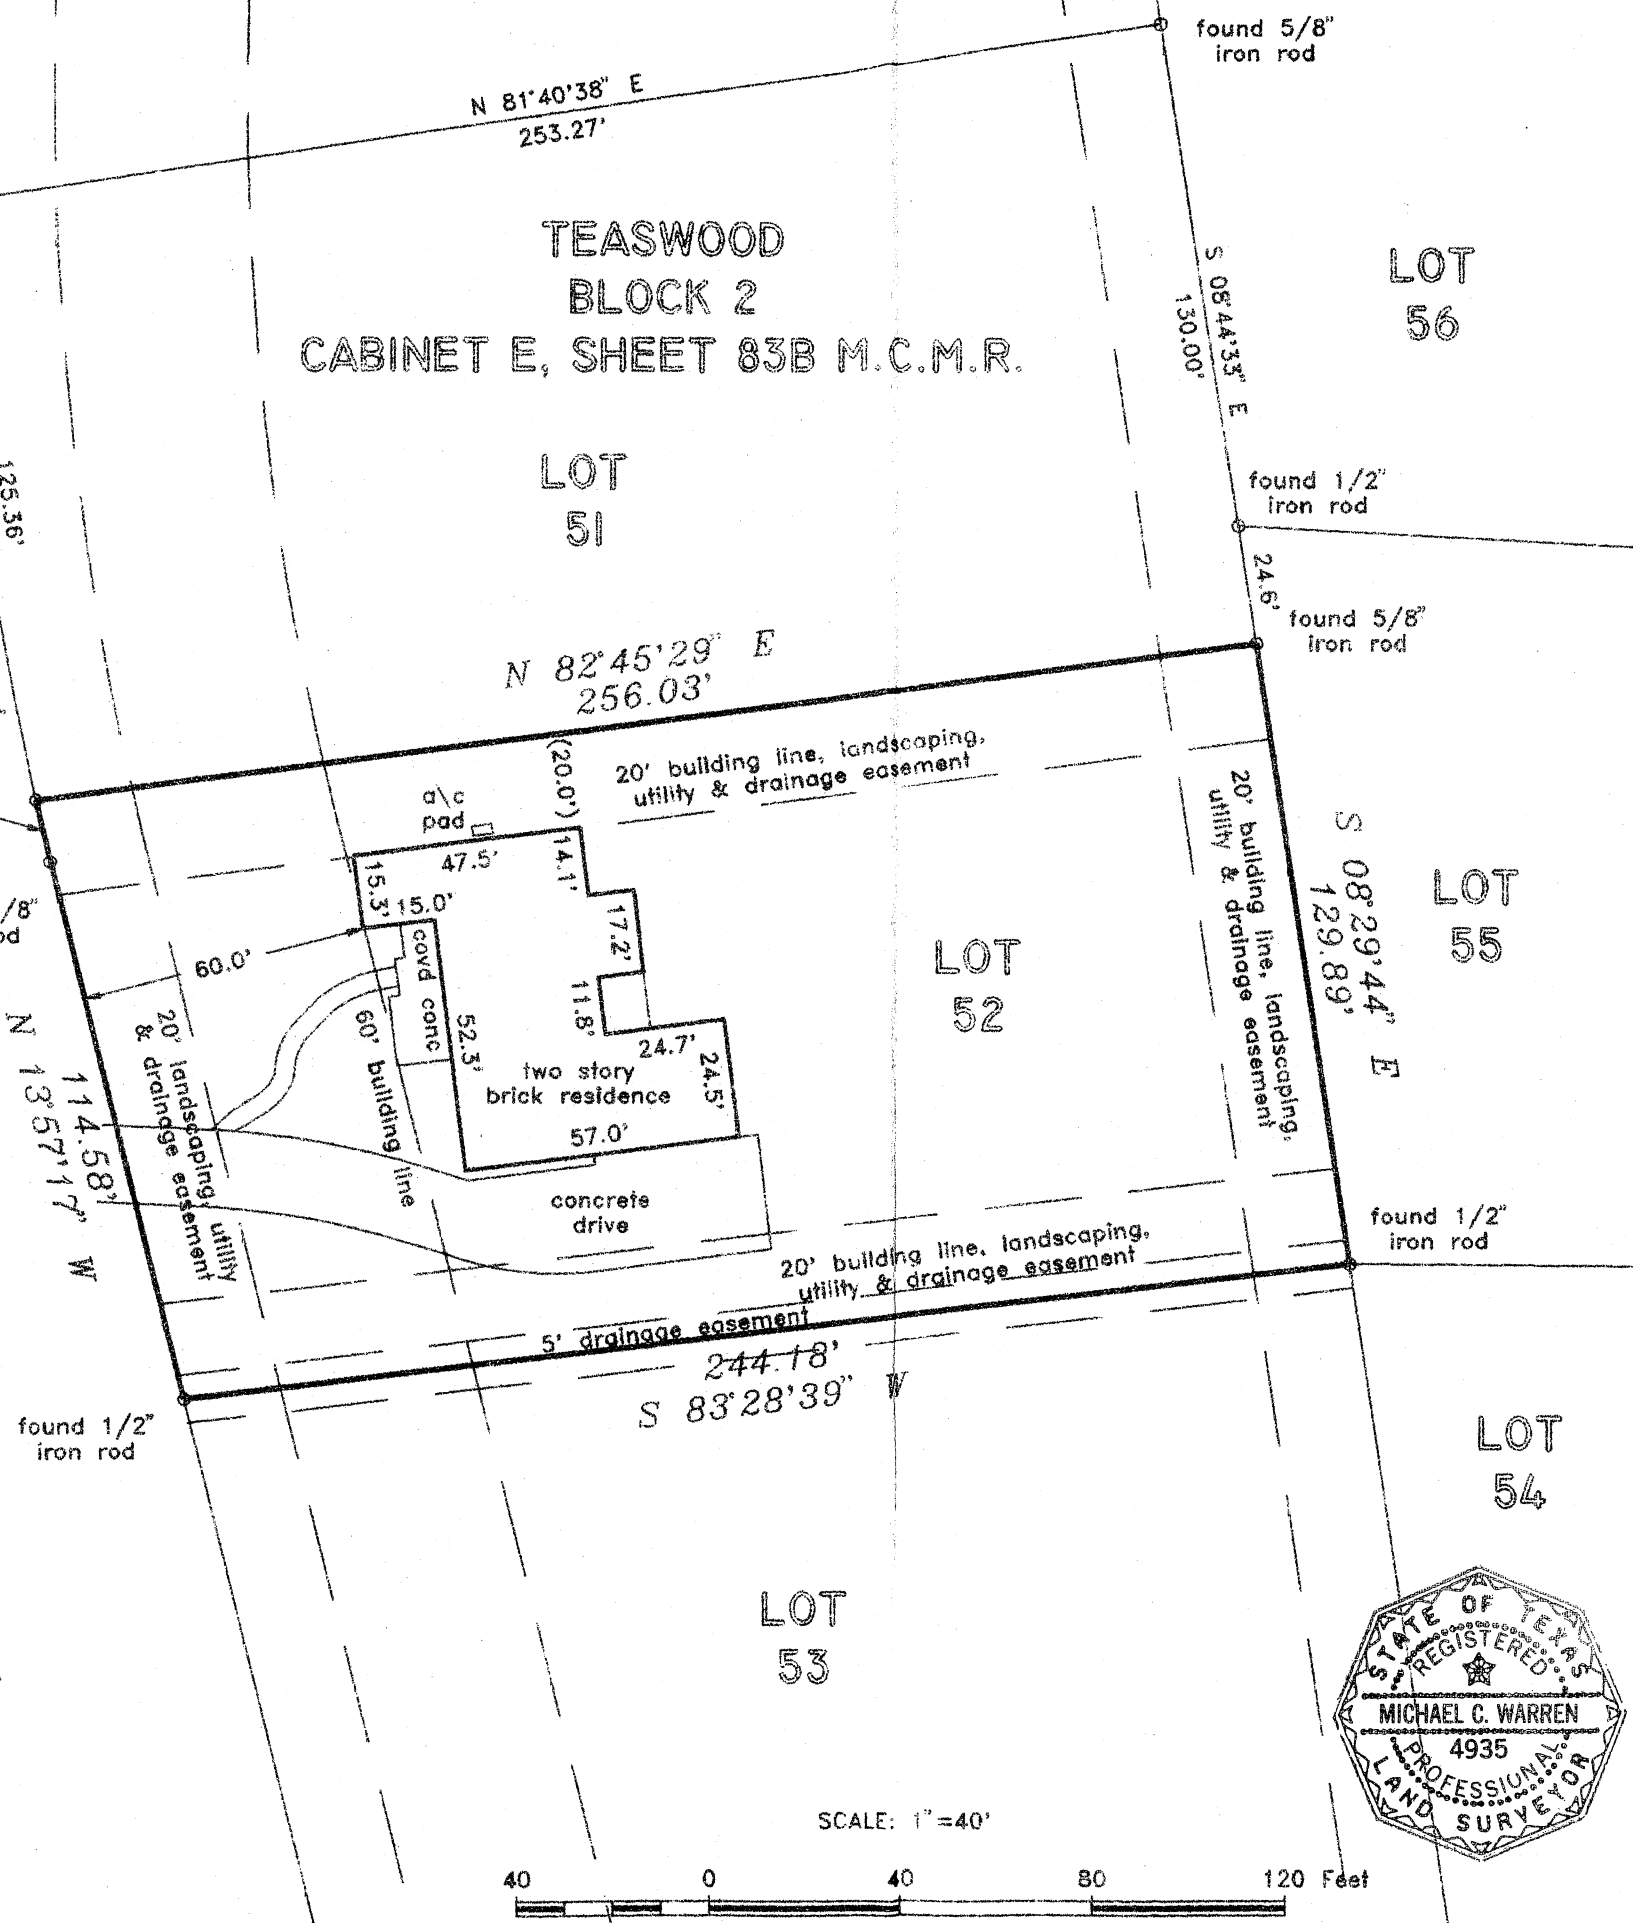 found 5/8"
iron rod
N 81°40'38" E
253.27'
TEASWOOD
BLOCK 2
CABINET E, SHEET 83B M.C.M.R.
S 08°44'33" E
130.00'
LOT
56
125.36'
LOT
51
found 1/2"
iron rod
24.6'
found 5/8"
iron rod
N 82°45'29" E
256.03'
(20.0')
20' building line, landscaping,
utility & drainage easement
a\c
pad
47.5'
14.1'
15.3'
15.0'
17.2'
covd conc
60.0'
11.8'
52.3'
24.7'
24.5'
two story
brick residence
57.0'
60' building line
20' landscaping, utility
& drainage easement
114.58'
N 13°57'17" W
LOT
52
20' building line, landscaping,
utility & drainage easement
S 08°29'44" E
129.89'
LOT
55
/8"
od
concrete
drive
20' building line, landscaping,
utility & drainage easement
5' drainage easement
244.18'
S 83°28'39" W
found 1/2"
iron rod
found 1/2"
iron rod
LOT
54
LOT
53
STATE OF TEXAS
REGISTERED
MICHAEL C. WARREN
4935
PROFESSIONAL
LAND SURVEYOR
SCALE: 1"=40'
40 0 40 80 120 Feet